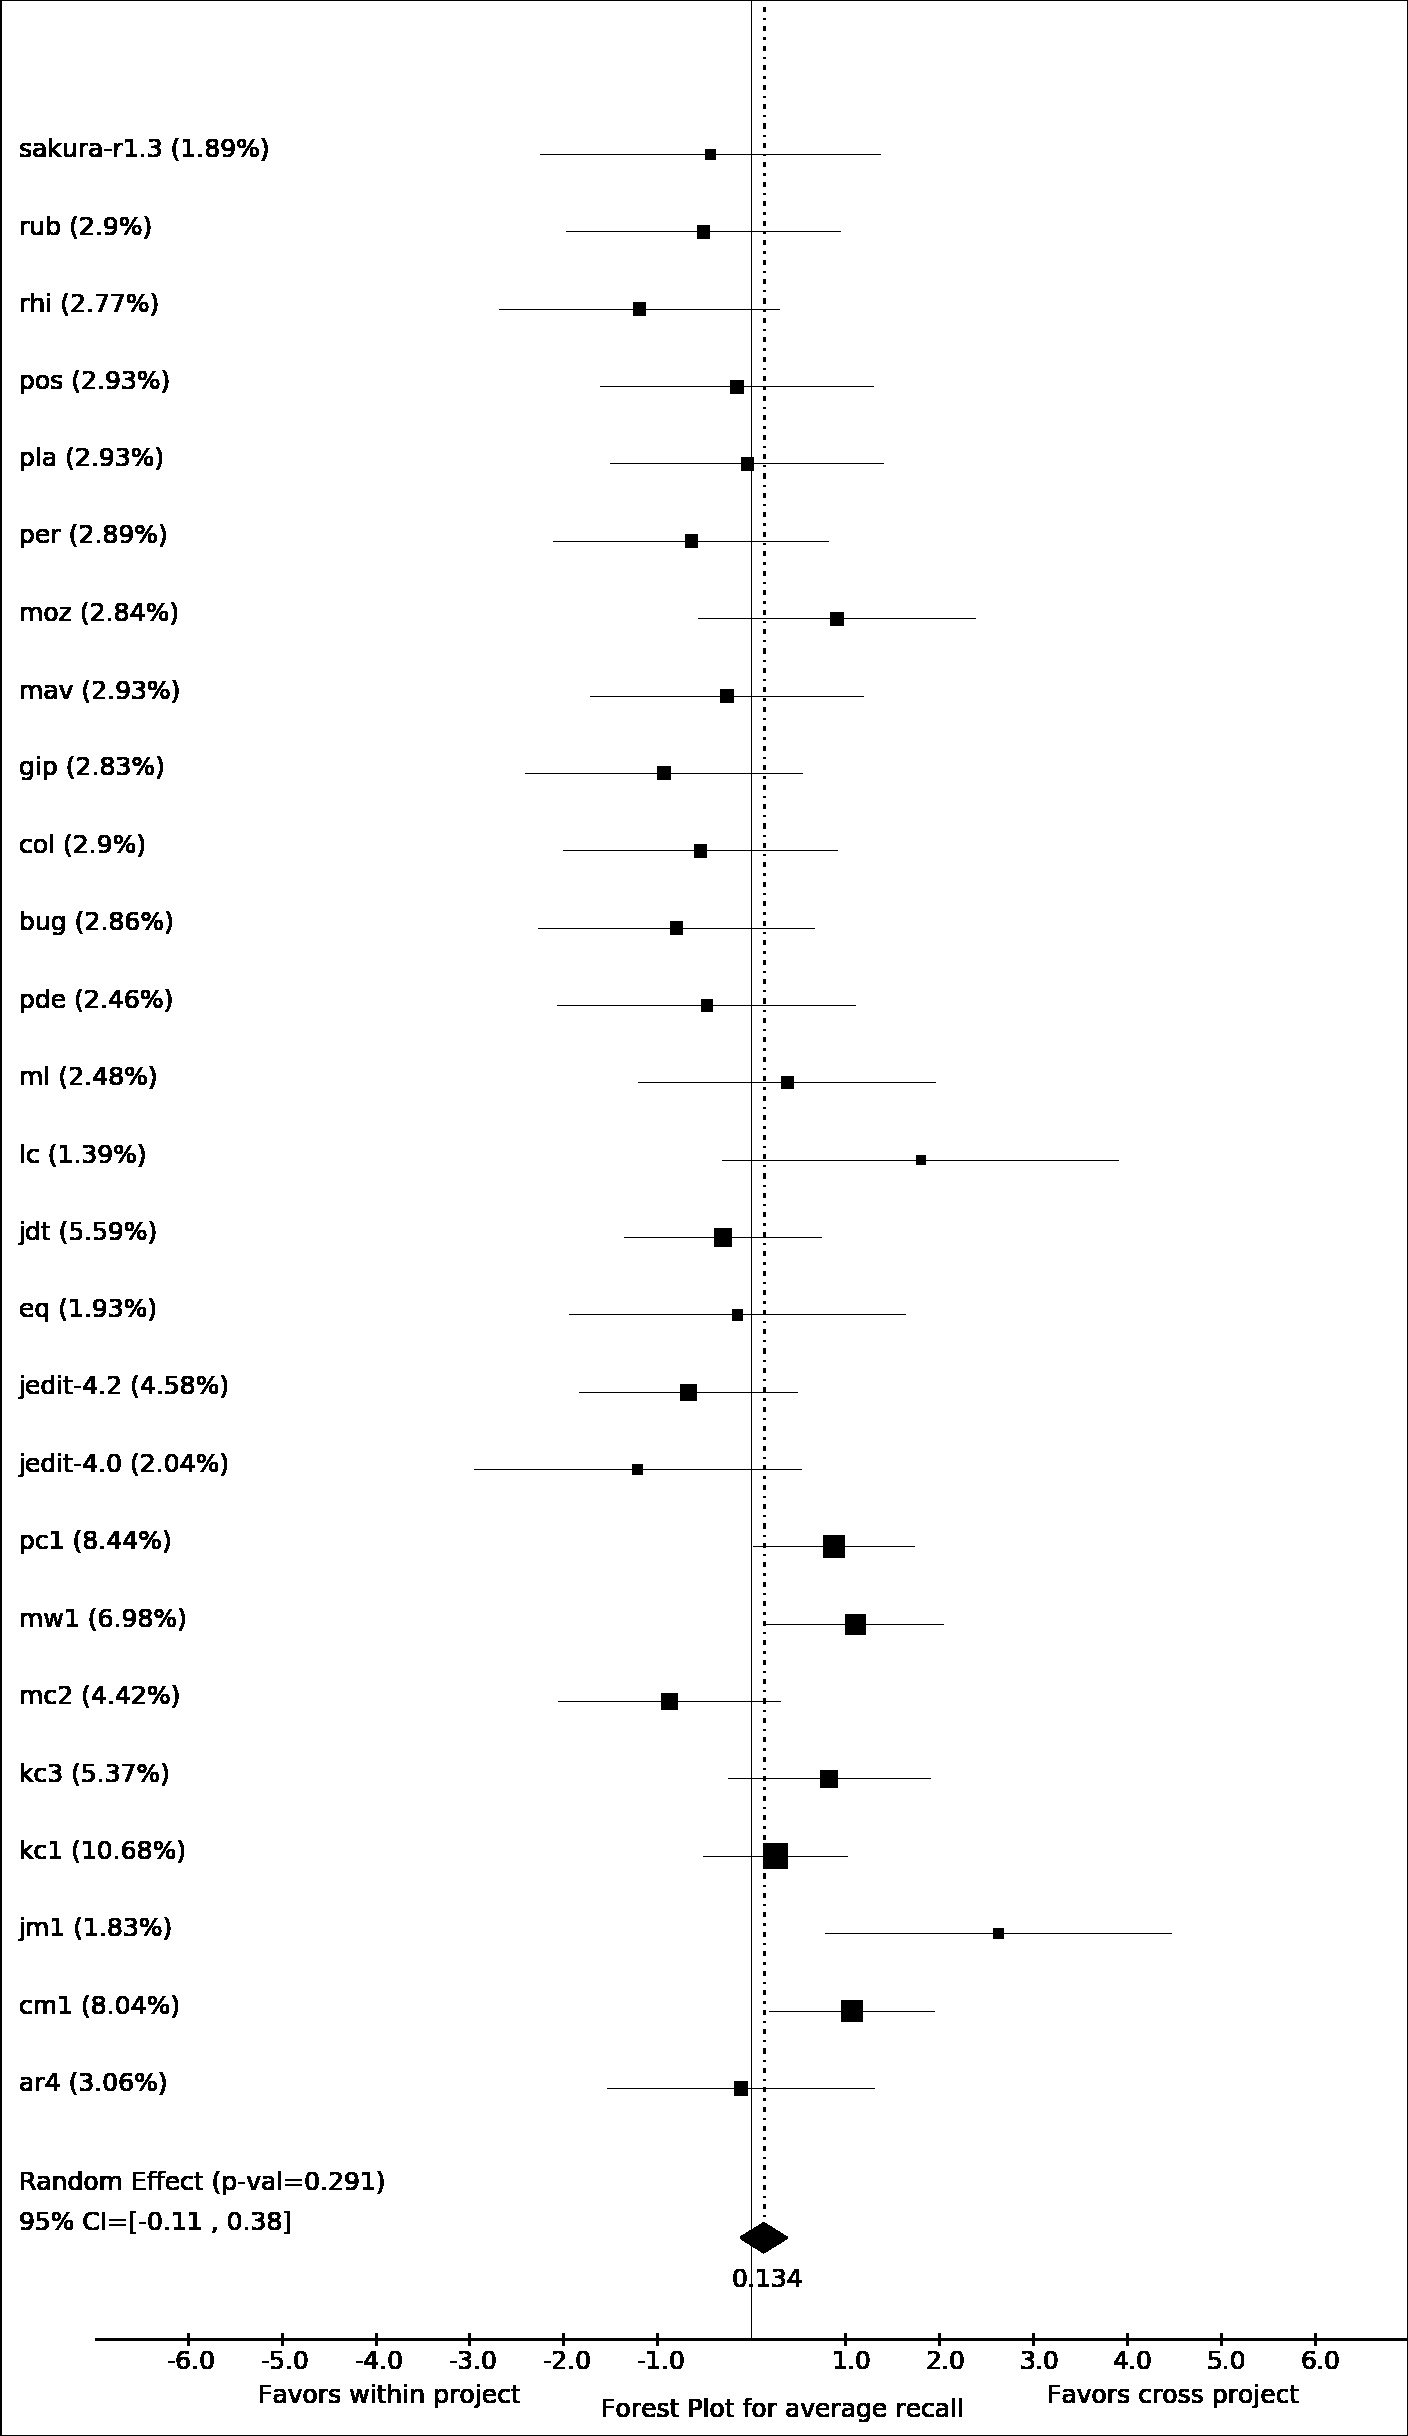 sakura-r1.3 (1.89%)
rub (2.9%)
rhi (2.77%)
pos (2.93%)
pla (2.93%)
per (2.89%)
moz (2.84%)
mav (2.93%)
gip (2.83%)
col (2.9%)
bug (2.86%)
pde (2.46%)
ml (2.48%)
lc (1.39%)
jdt (5.59%)
eq (1.93%)
jedit-4.2 (4.58%)
jedit-4.0 (2.04%)
pc1 (8.44%)
mw1 (6.98%)
mc2 (4.42%)
kc3 (5.37%)
kc1 (10.68%)
jm1 (1.83%)
cm1 (8.04%)
ar4 (3.06%)
Random Effect (p-val=0.291)
95% CI=[-0.11 , 0.38]
0.134
-6.0 -5.0 -4.0 -3.0 -2.0 -1.0 1.0 2.0 3.0 4.0 5.0 6.0
Favors within project Favors cross project
Forest Plot for average recall